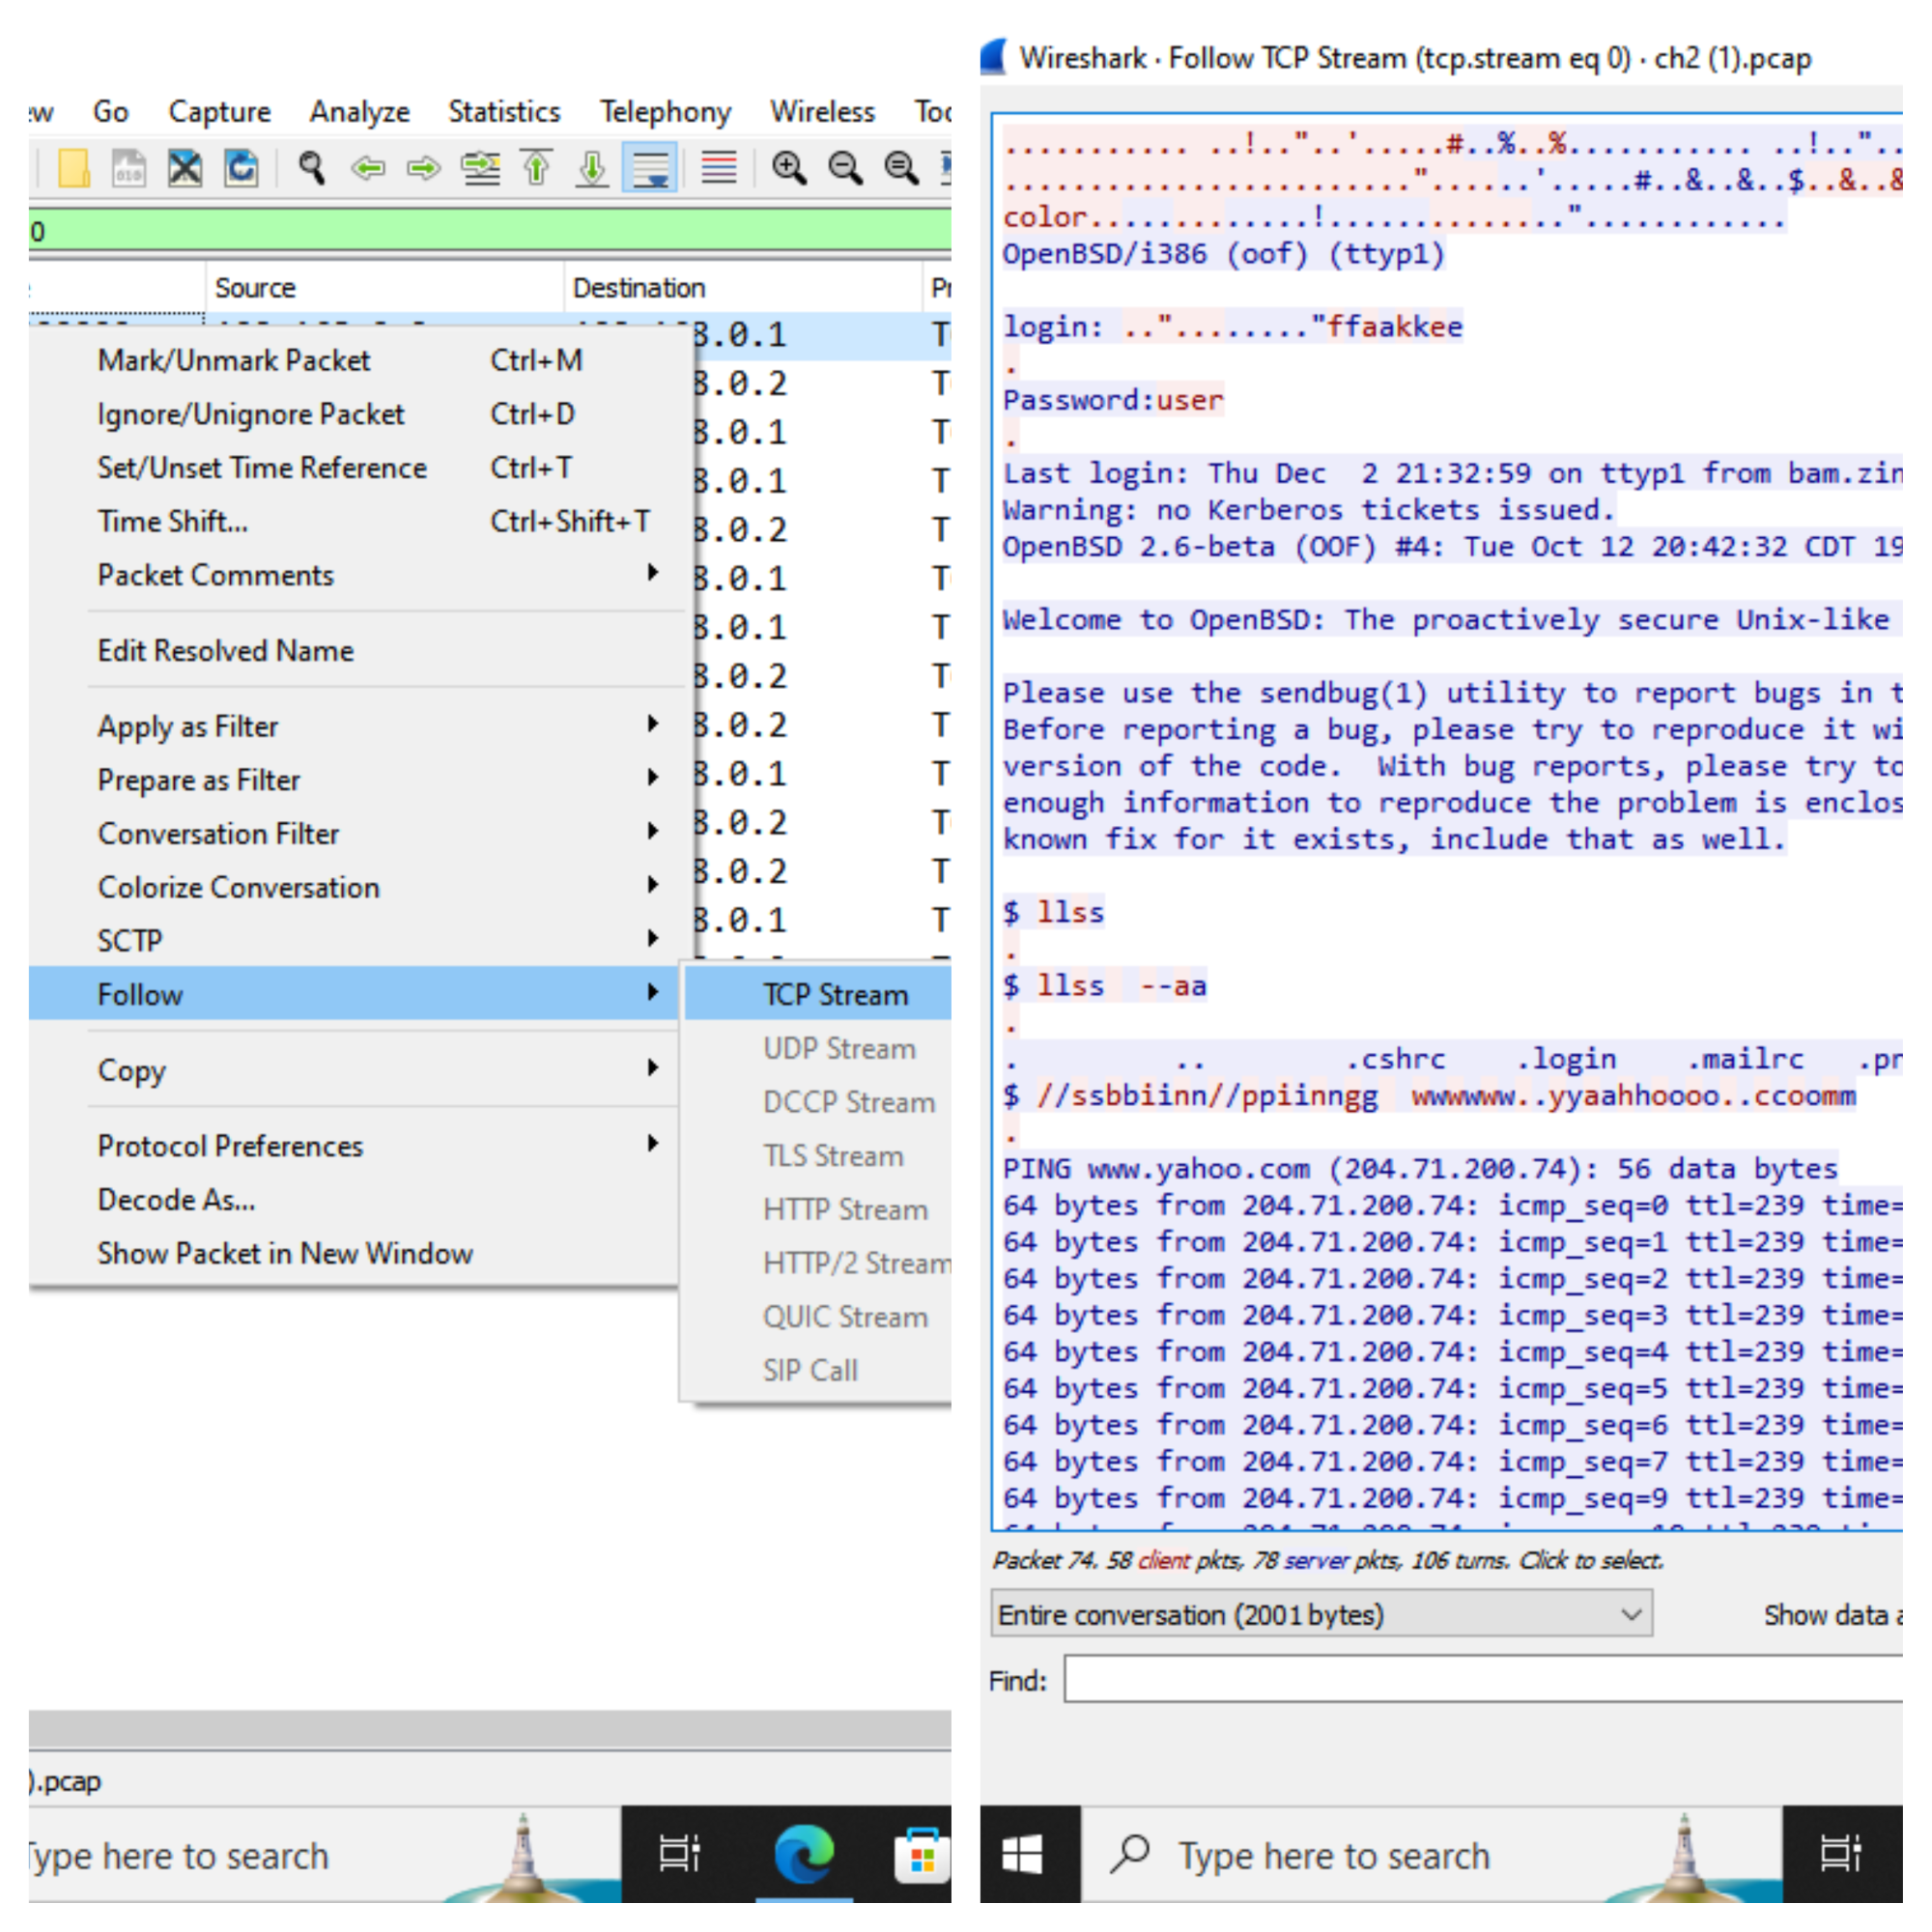 Go Capture Analyze Statistics Telephony Wireless
0
Source Destination
8.0.1 T
Mark/Unmark Packet Ctrl+M
8.0.2 T
Ignore/Unignore Packet Ctrl+D
8.0.1 T
Set/Unset Time Reference Ctrl+T
8.0.1 T
Time Shift... Ctrl+Shift+T
8.0.2 T
Packet Comments
8.0.1 T
8.0.1 T
Edit Resolved Name
8.0.2 T
Apply as Filter
8.0.2 T
Prepare as Filter
8.0.1 T
Conversation Filter
8.0.2 T
Colorize Conversation
8.0.2 T
SCTP
8.0.1 T
Follow
TCP Stream
UDP Stream
Copy
DCCP Stream
Protocol Preferences
TLS Stream
Decode As...
HTTP Stream
Show Packet in New Window
HTTP/2 Stream
QUIC Stream
SIP Call
).pcap
Type here to search
Wireshark · Follow TCP Stream (tcp.stream eq 0) · ch2 (1).pcap
........... ..!.."..'.....#..%..%........... ..!.."..
........................"......'.....#..&..&..$..&..&
color.............!..............."............
OpenBSD/i386 (oof) (ttyp1)
login: .."........"ffaakkee
.
Password:user
.
Last login: Thu Dec  2 21:32:59 on ttyp1 from bam.zin
Warning: no Kerberos tickets issued.
OpenBSD 2.6-beta (OOF) #4: Tue Oct 12 20:42:32 CDT 19
Welcome to OpenBSD: The proactively secure Unix-like
Please use the sendbug(1) utility to report bugs in t
Before reporting a bug, please try to reproduce it wi
version of the code.  With bug reports, please try to
enough information to reproduce the problem is enclos
known fix for it exists, include that as well.
$ llss
.
$ llss  --aa
.
.         ..        .cshrc    .login    .mailrc   .pr
$ //ssbbiinn//ppiinngg  wwwwww..yyaahhoooo..ccoomm
.
PING www.yahoo.com (204.71.200.74): 56 data bytes
64 bytes from 204.71.200.74: icmp_seq=0 ttl=239 time=
64 bytes from 204.71.200.74: icmp_seq=1 ttl=239 time=
64 bytes from 204.71.200.74: icmp_seq=2 ttl=239 time=
64 bytes from 204.71.200.74: icmp_seq=3 ttl=239 time=
64 bytes from 204.71.200.74: icmp_seq=4 ttl=239 time=
64 bytes from 204.71.200.74: icmp_seq=5 ttl=239 time=
64 bytes from 204.71.200.74: icmp_seq=6 ttl=239 time=
64 bytes from 204.71.200.74: icmp_seq=7 ttl=239 time=
64 bytes from 204.71.200.74: icmp_seq=9 ttl=239 time=
Packet 74. 58 client pkts, 78 server pkts, 106 turns. Click to select.
Entire conversation (2001 bytes) Show data a
Find:
Type here to search